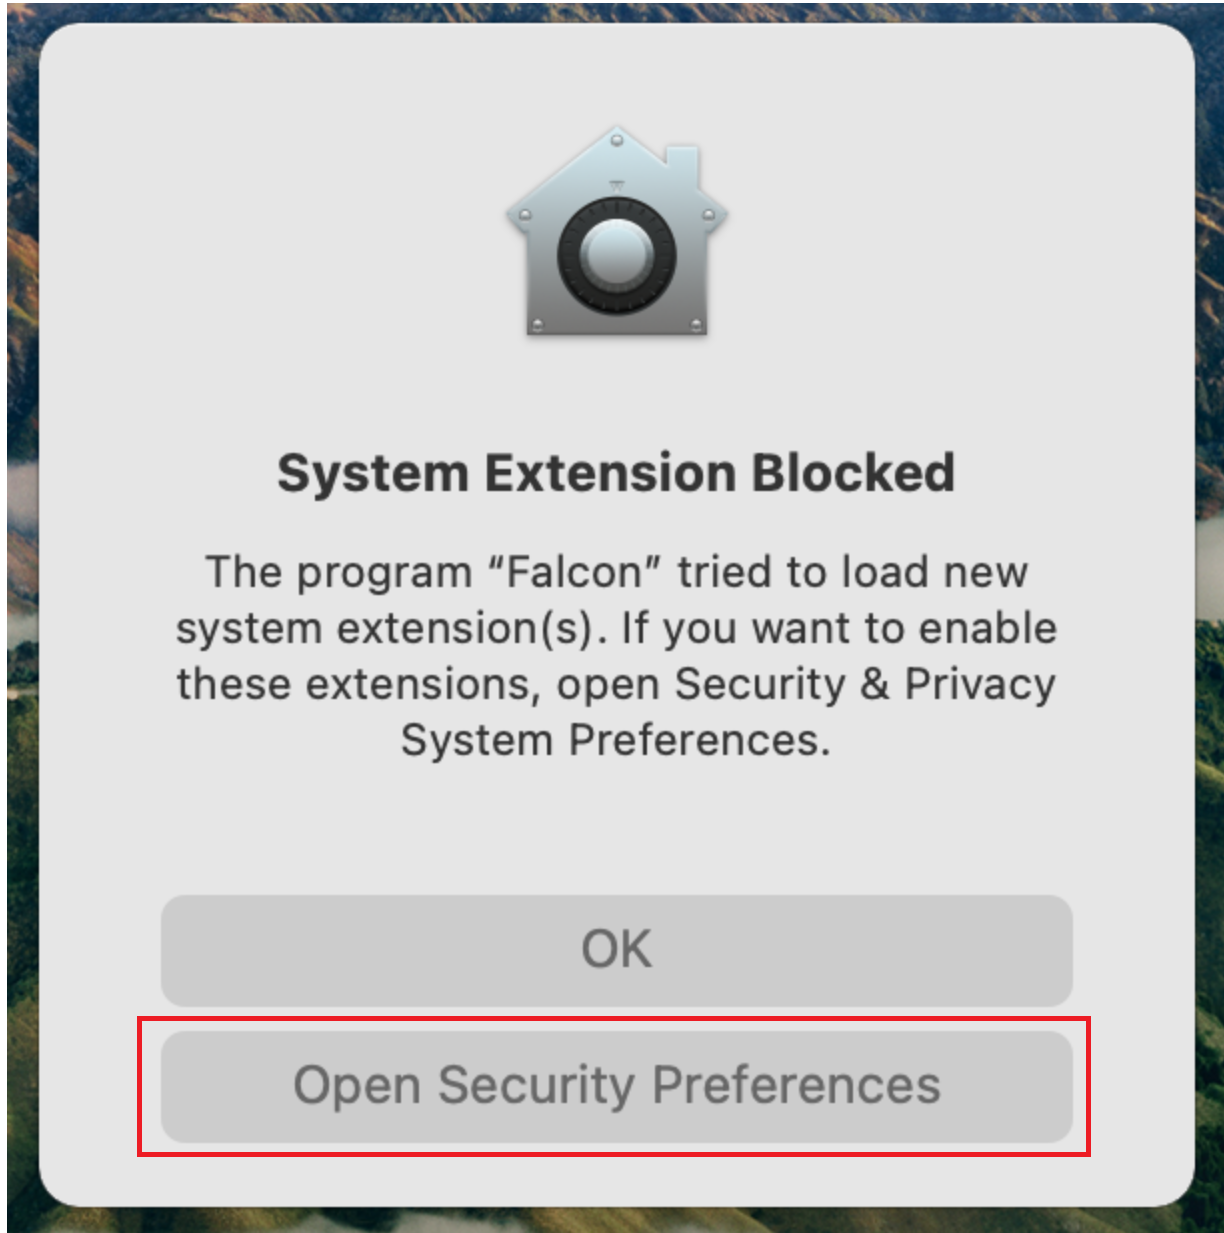 System Extension Blocked
The program “Falcon” tried to load new
system extension(s). If you want to enable
these extensions, open Security & Privacy
System Preferences.
OK
Open Security Preferences